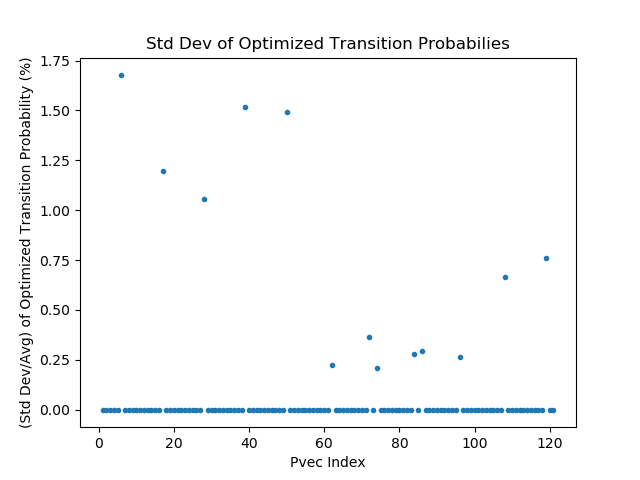 Std Dev of Optimized Transition Probabilies
(Std Dev/Avg) of Optimized Transition Probability (%)
1.75
1.50
1.25
1.00
0.75
0.50
0.25
0.00
0 20 40 60 80 100 120
Pvec Index